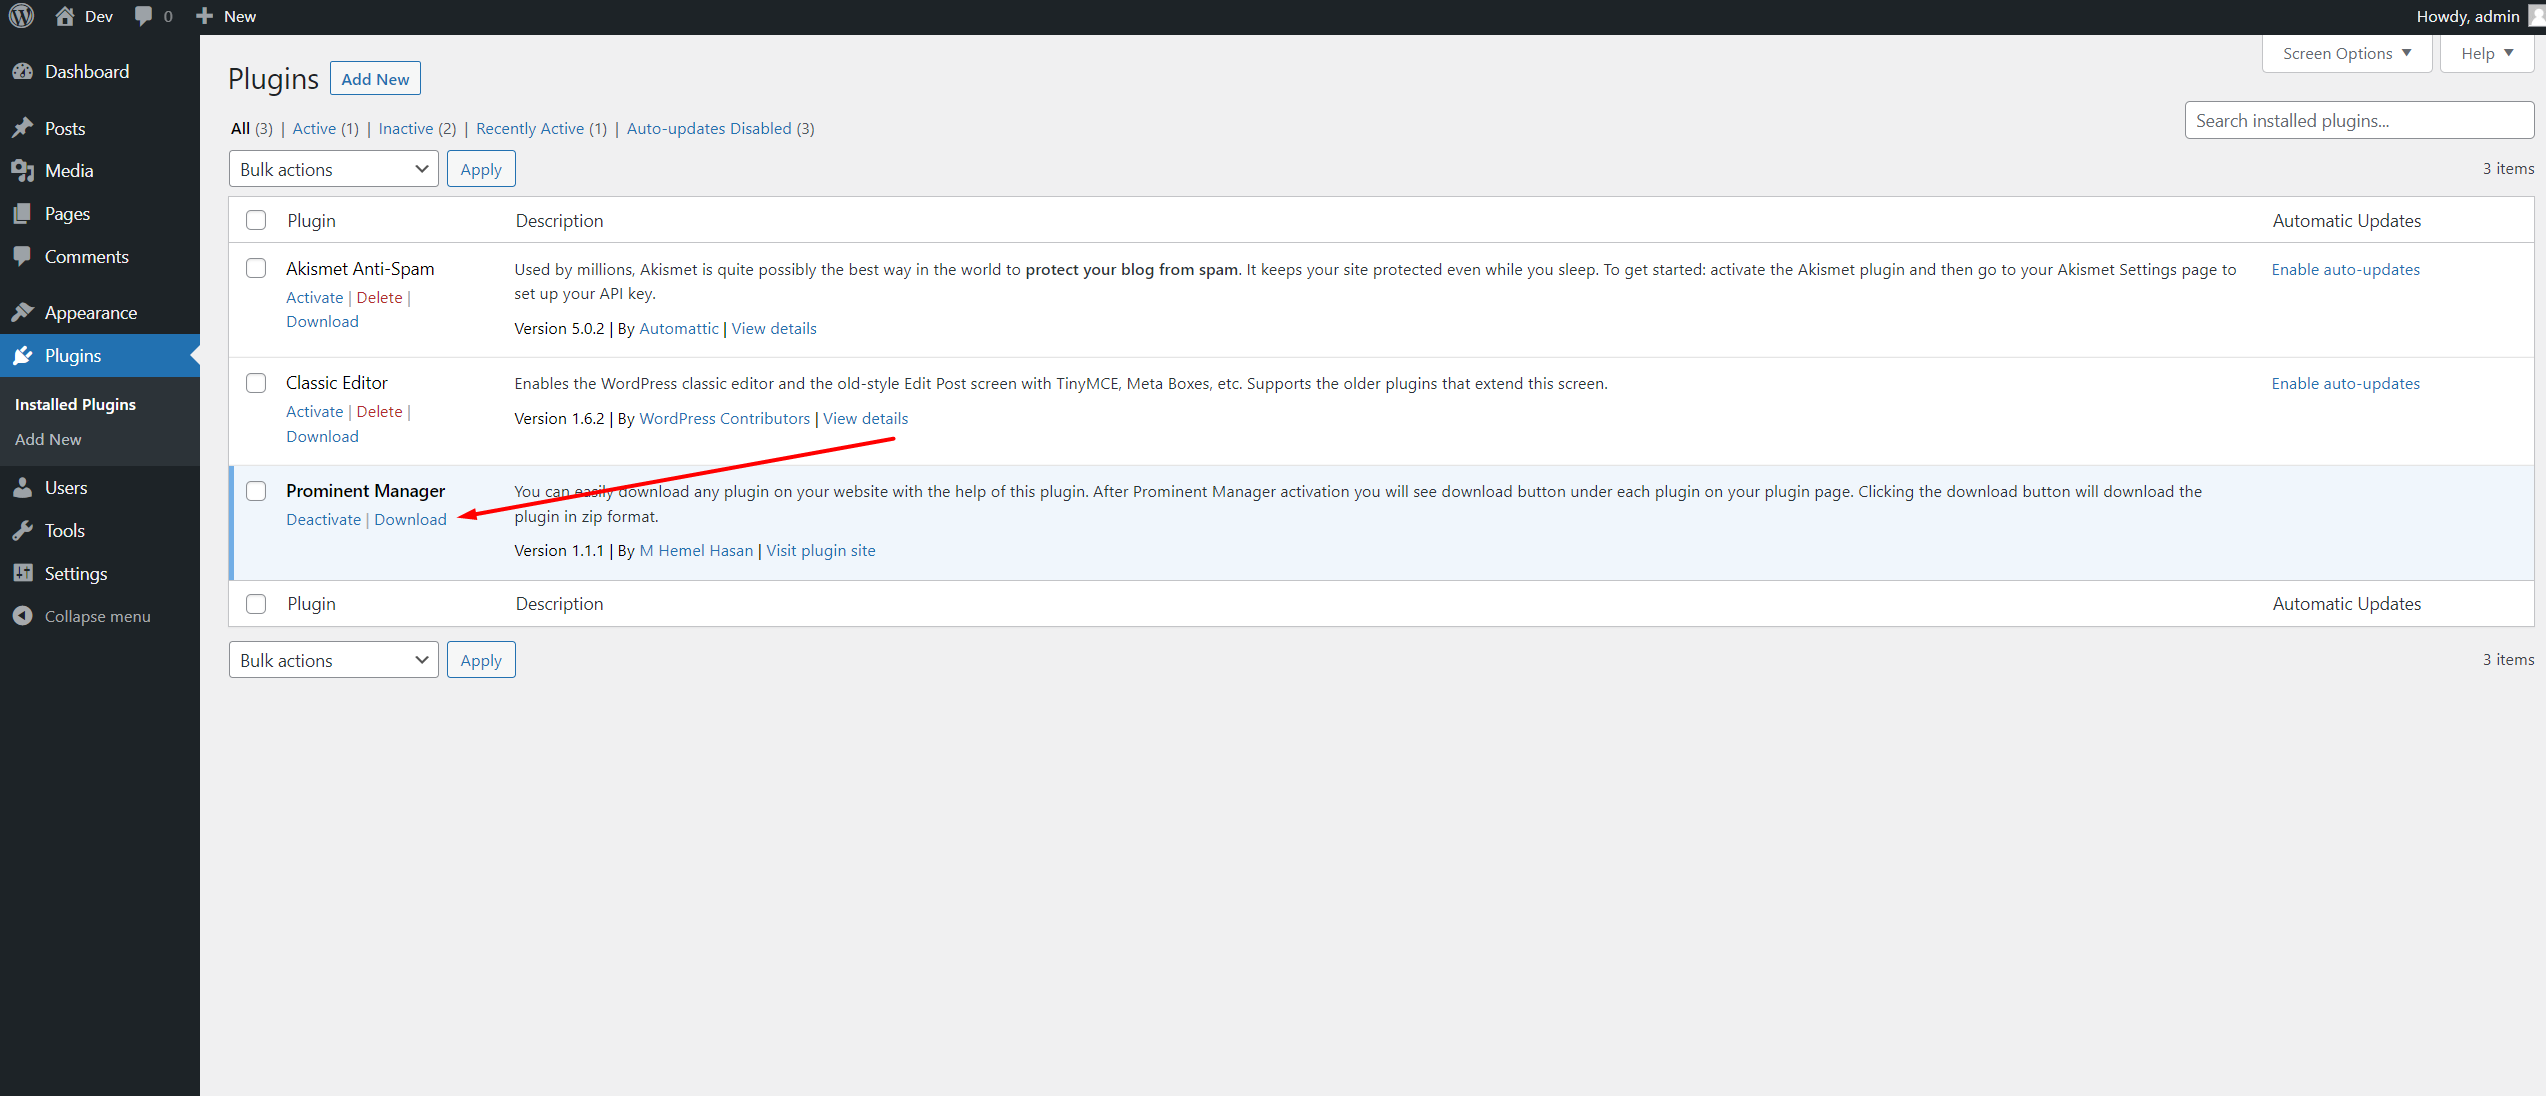 Dev 0 New Howdy, admin
Dashboard
Posts
Media
Pages
Comments
Appearance
Plugins
Installed Plugins
Add New
Users
Tools
Settings
Collapse menu
Screen Options Help
Plugins Add New
All (3) | Active (1) | Inactive (2) | Recently Active (1) | Auto-updates Disabled (3)
Search installed plugins...
Bulk actions Apply 3 items
Plugin Description Automatic Updates
Akismet Anti-Spam
Activate | Delete |
Download
Used by millions, Akismet is quite possibly the best way in the world to protect your blog from spam. It keeps your site protected even while you sleep. To get started: activate the Akismet plugin and then go to your Akismet Settings page to
set up your API key.
Version 5.0.2 | By Automattic | View details
Enable auto-updates
Classic Editor
Activate | Delete |
Download
Enables the WordPress classic editor and the old-style Edit Post screen with TinyMCE, Meta Boxes, etc. Supports the older plugins that extend this screen.
Version 1.6.2 | By WordPress Contributors | View details
Enable auto-updates
Prominent Manager
Deactivate | Download
You can easily download any plugin on your website with the help of this plugin. After Prominent Manager activation you will see download button under each plugin on your plugin page. Clicking the download button will download the
plugin in zip format.
Version 1.1.1 | By M Hemel Hasan | Visit plugin site
Plugin Description Automatic Updates
Bulk actions Apply 3 items